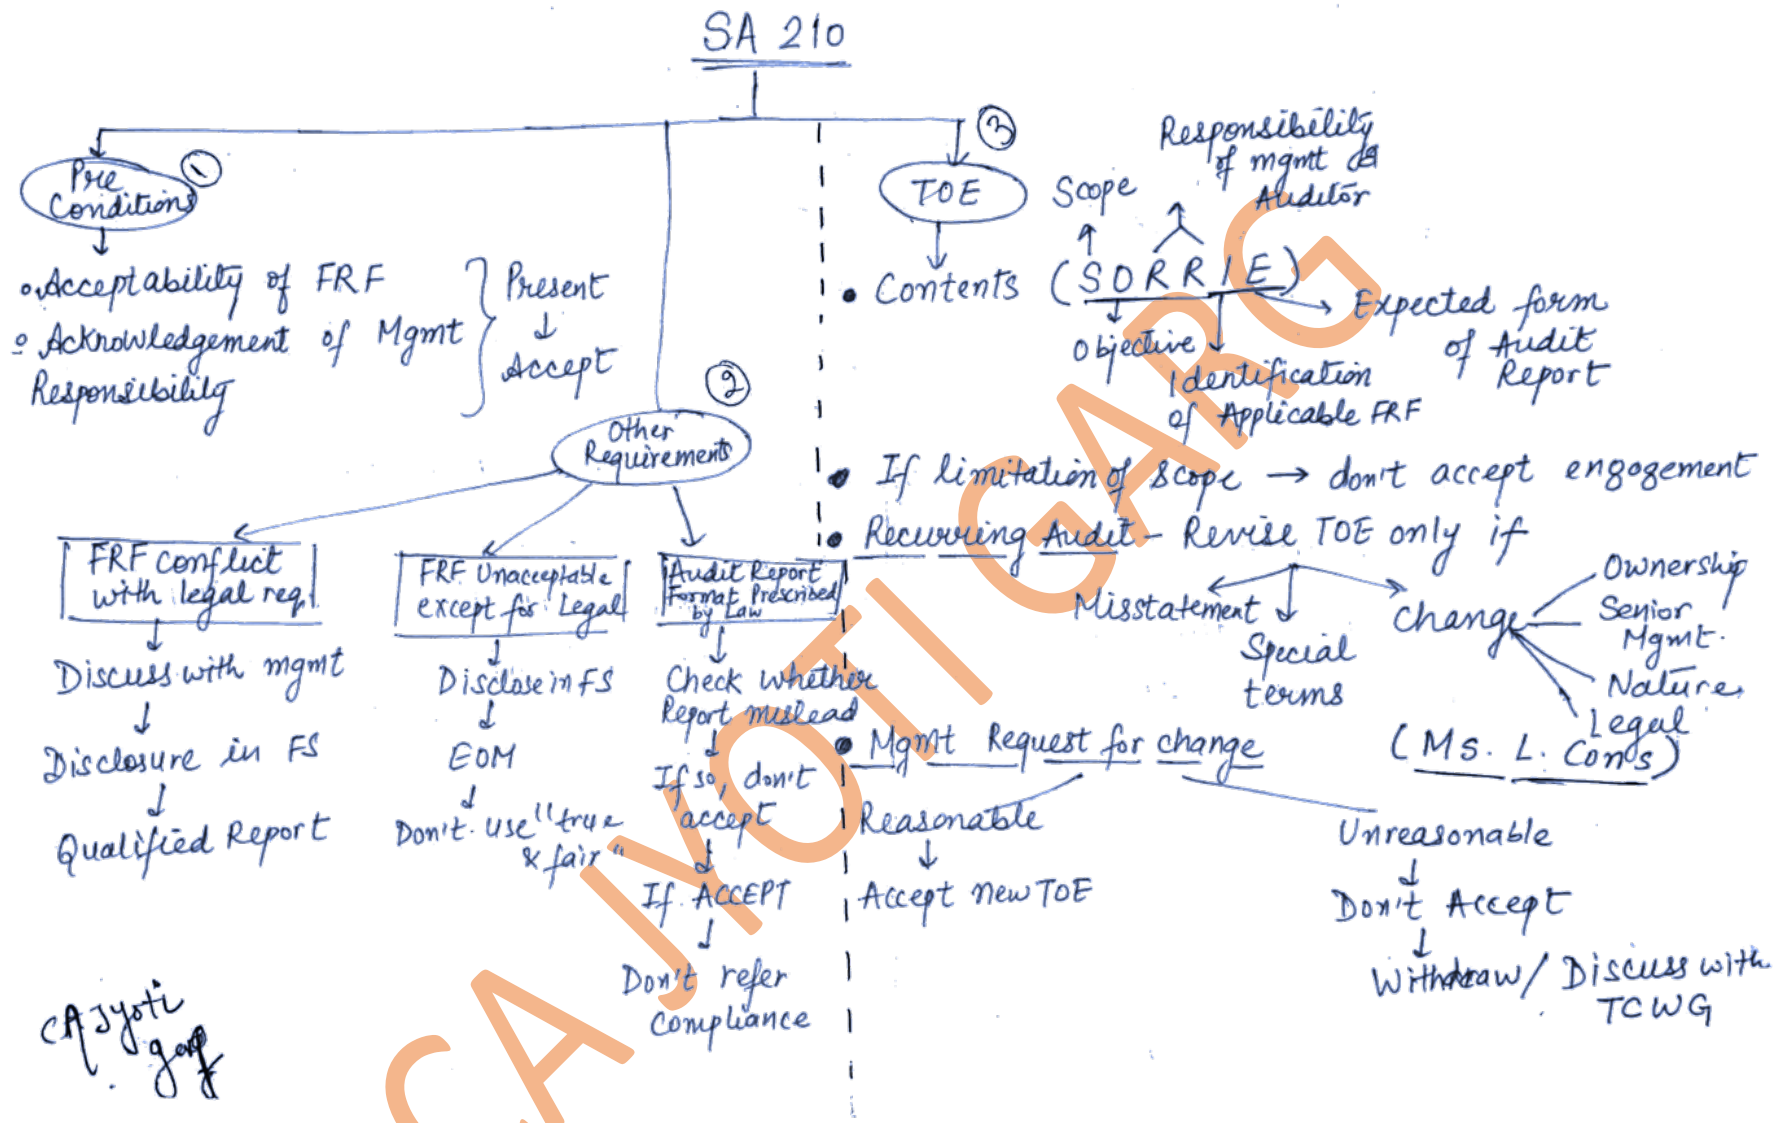 SA 210
①
Pre
Conditions
• Acceptability of FRF
• Acknowledgement of Mgmt
Responsibility
Present
↓
Accept
②
Other
Requirements
FRF conflict
with legal req.
Discuss with mgmt
↓
Disclosure in FS
↓
Qualified Report
FRF Unacceptable
except for Legal
Disclose in FS
↓
EOM
↓
Don't use "true
& fair"
Audit Report
Format Prescribed
by Law
Check whether
Report mislead
↓
If so, don't
accept
↓
If ACCEPT
↓
Don't refer
compliance
③
TOE
• Contents (SORRIE)
Scope
Responsibility
of mgmt &
Auditor
Objective
Identification
of Applicable FRF
Expected form
of Audit
Report
• If limitation of scope → don't accept engagement
• Recurring Audit - Revise TOE only if
Misstatement
Special
terms
Change
Ownership
Senior
Mgmt.
Nature
Legal
(Ms. L. Cons)
• Mgmt Request for change
Reasonable
↓
Accept new TOE
Unreasonable
↓
Don't Accept
↓
Withdraw / Discuss with
TCWG
CA Jyoti
garg
CA JYOTI GARG